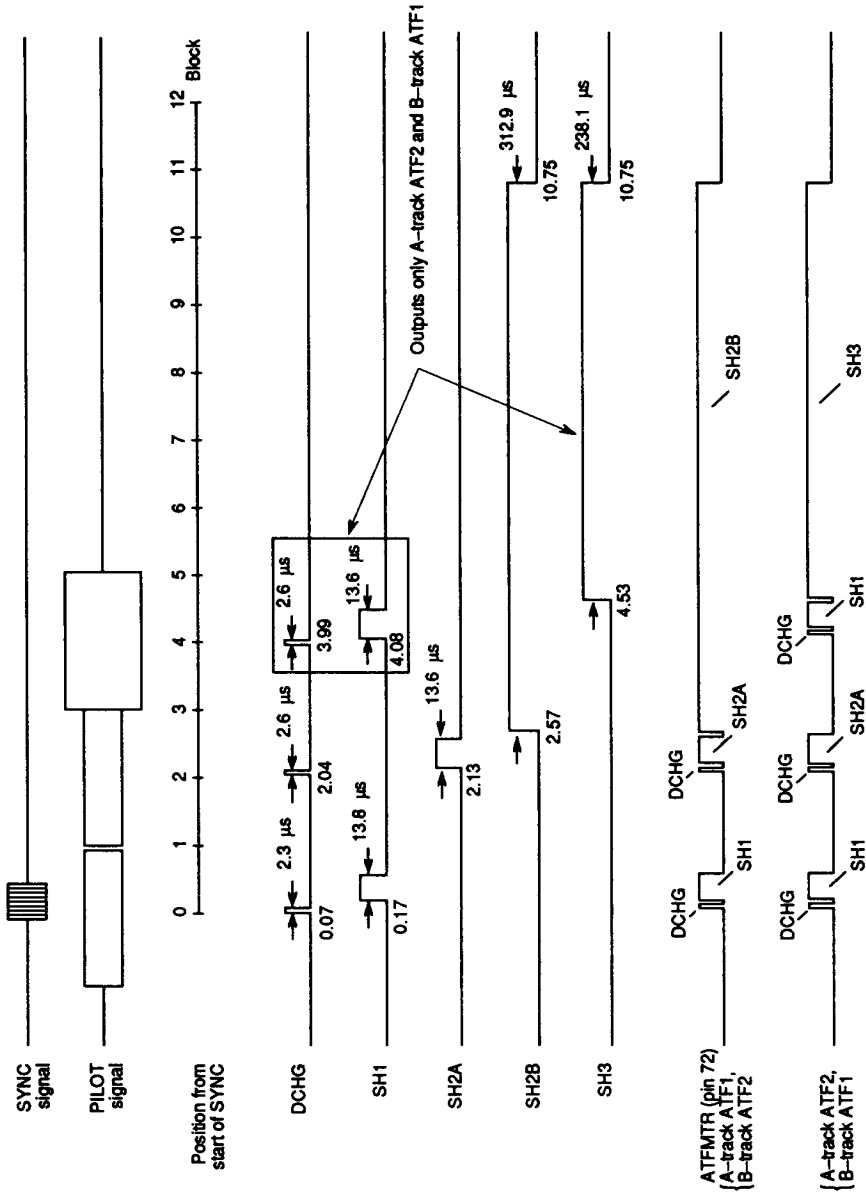 SYNC
signal
PILOT
signal
Position from
start of SYNC
0 1 2 3 4 5 6 7 8 9 10 11 12 Block
DCHG
2.3 µs
0.07
2.6 µs
2.04
2.6 µs
3.99
SH1
13.8 µs
0.17
13.6 µs
4.08
Outputs only A–track ATF2 and B–track ATF1
SH2A
13.6 µs
2.13
SH2B
2.57
312.9 µs
10.75
SH3
4.53
238.1 µs
10.75
ATFMTR (pin 72)
{A–track ATF1,
{B–track ATF2
DCHG
SH1
DCHG
SH2A
SH2B
{A–track ATF2,
{B–track ATF1
DCHG
SH1
DCHG
SH2A
DCHG
SH1
SH3